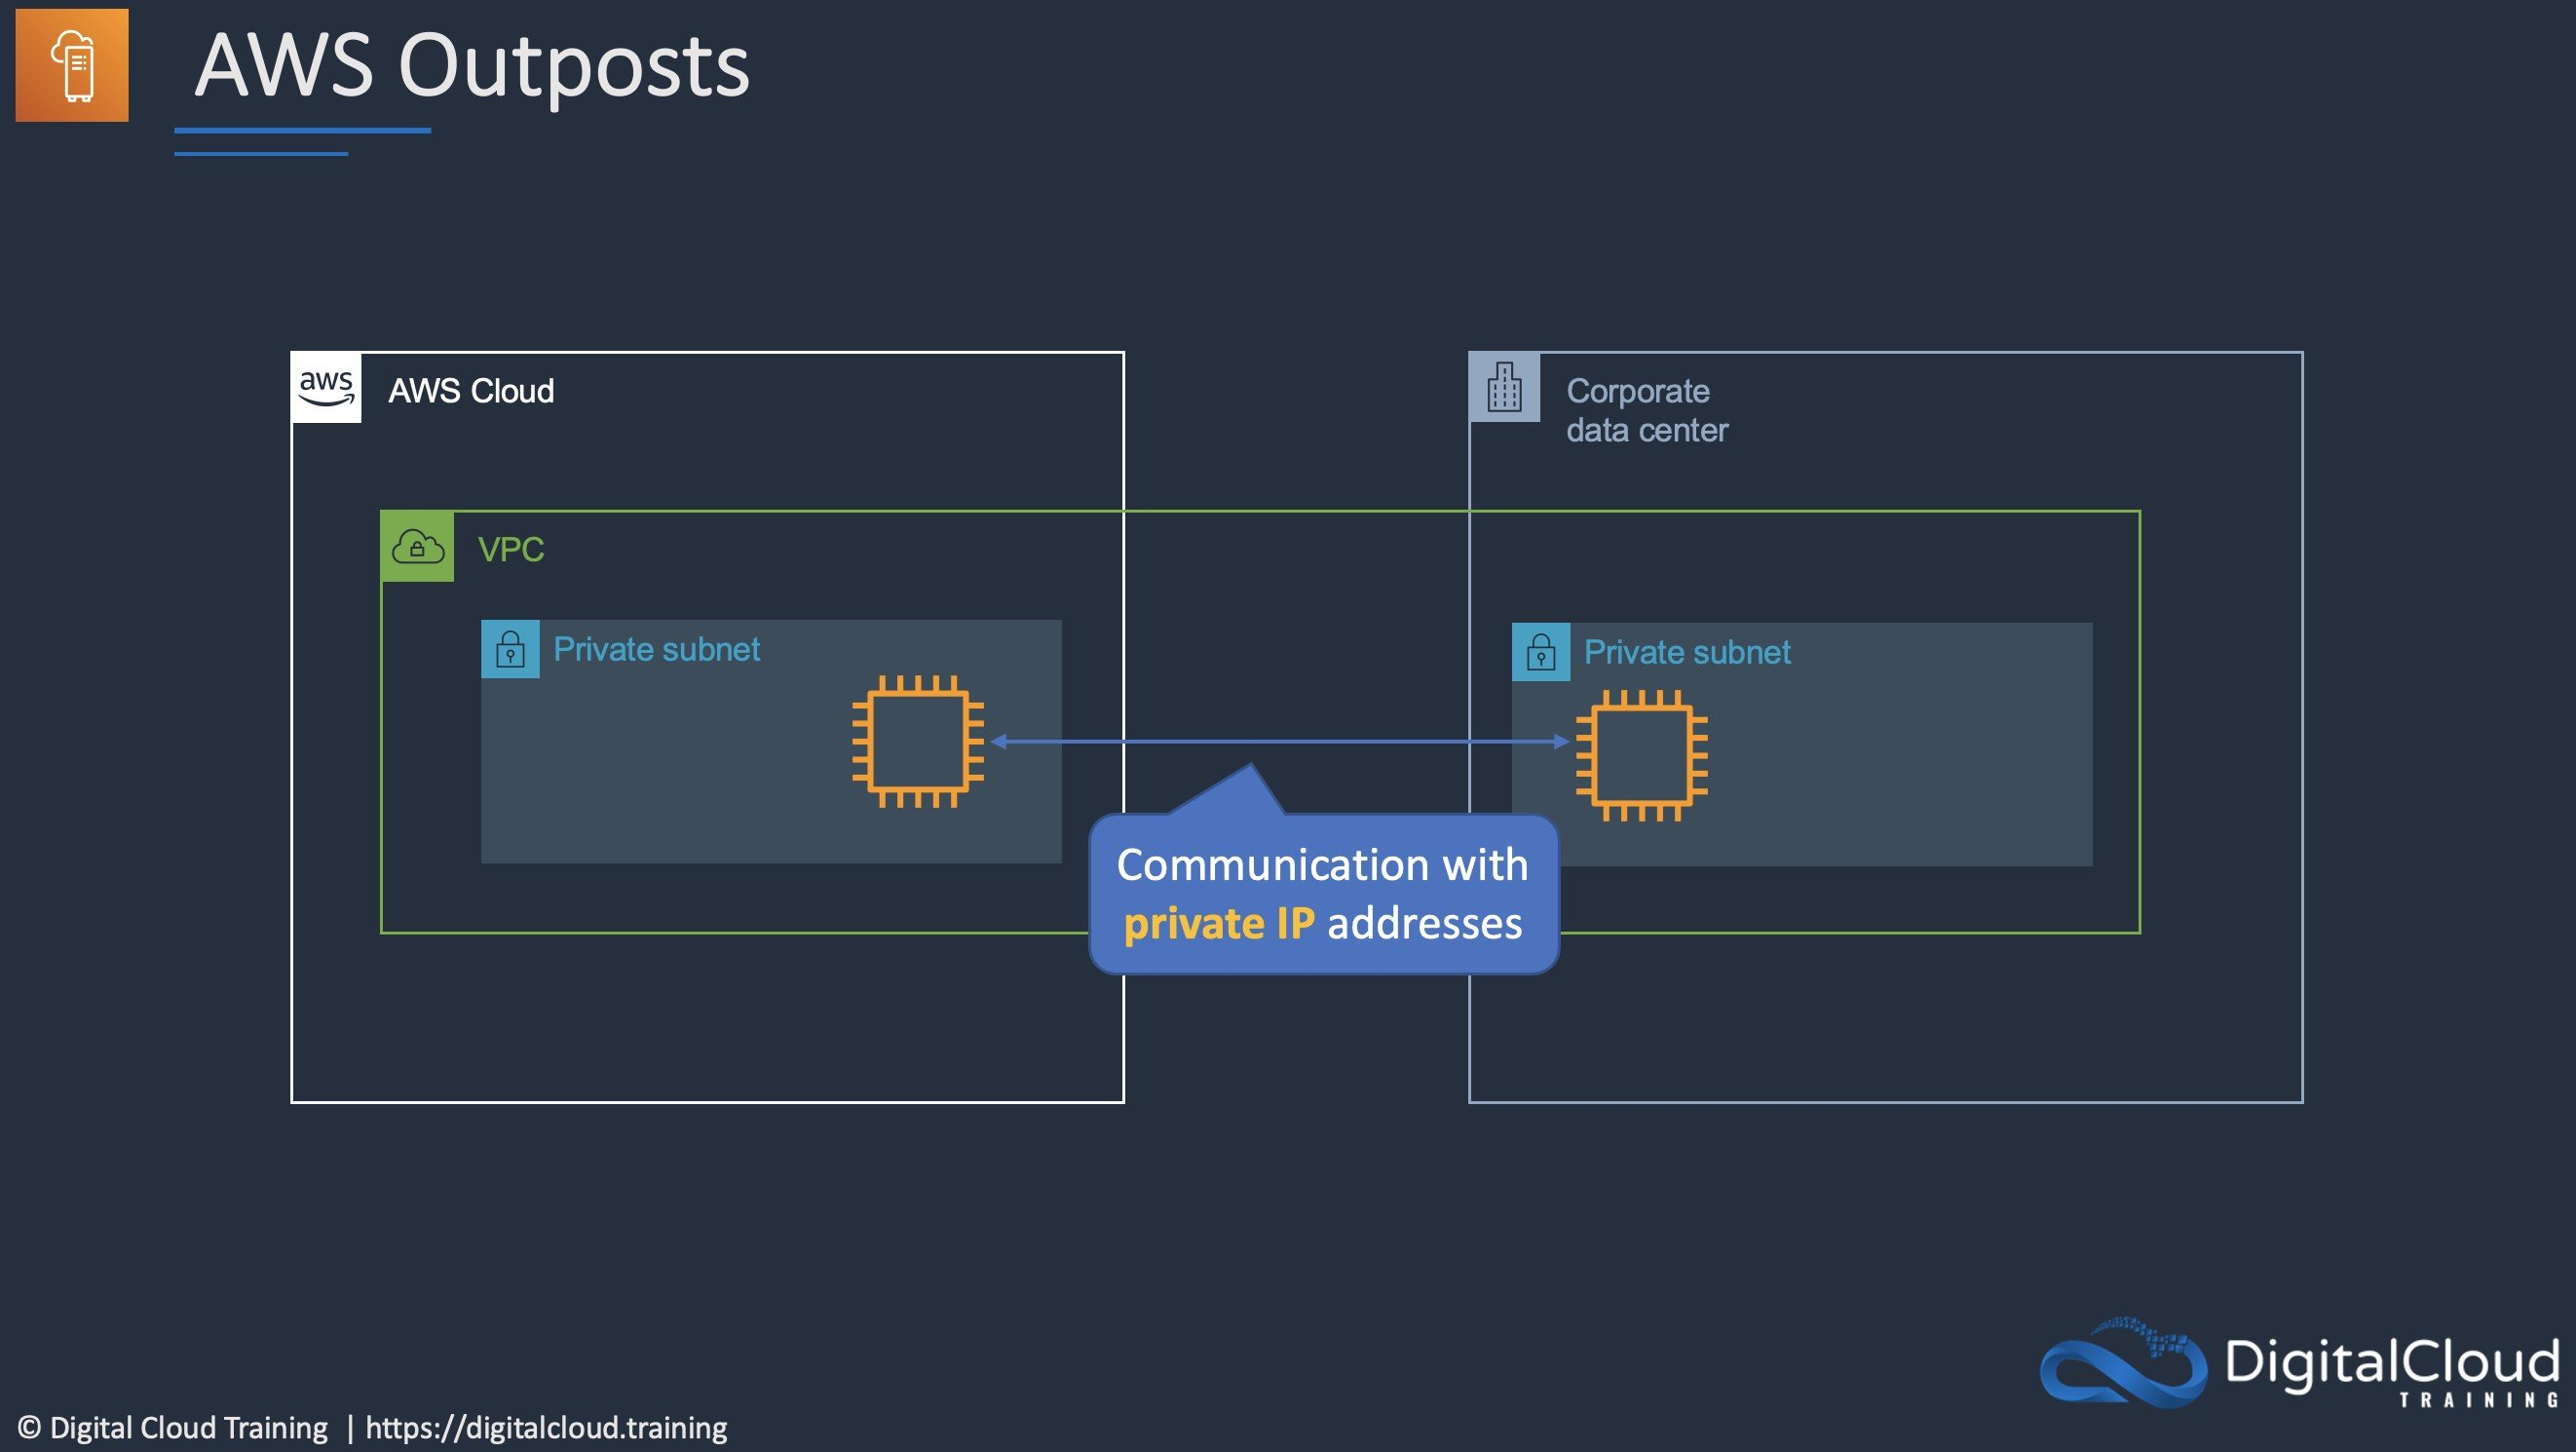 AWS Outposts
aws
AWS Cloud
Corporate
data center
VPC
Private subnet
Private subnet
Communication with
private IP addresses
DigitalCloud
TRAINING
© Digital Cloud Training | https://digitalcloud.training